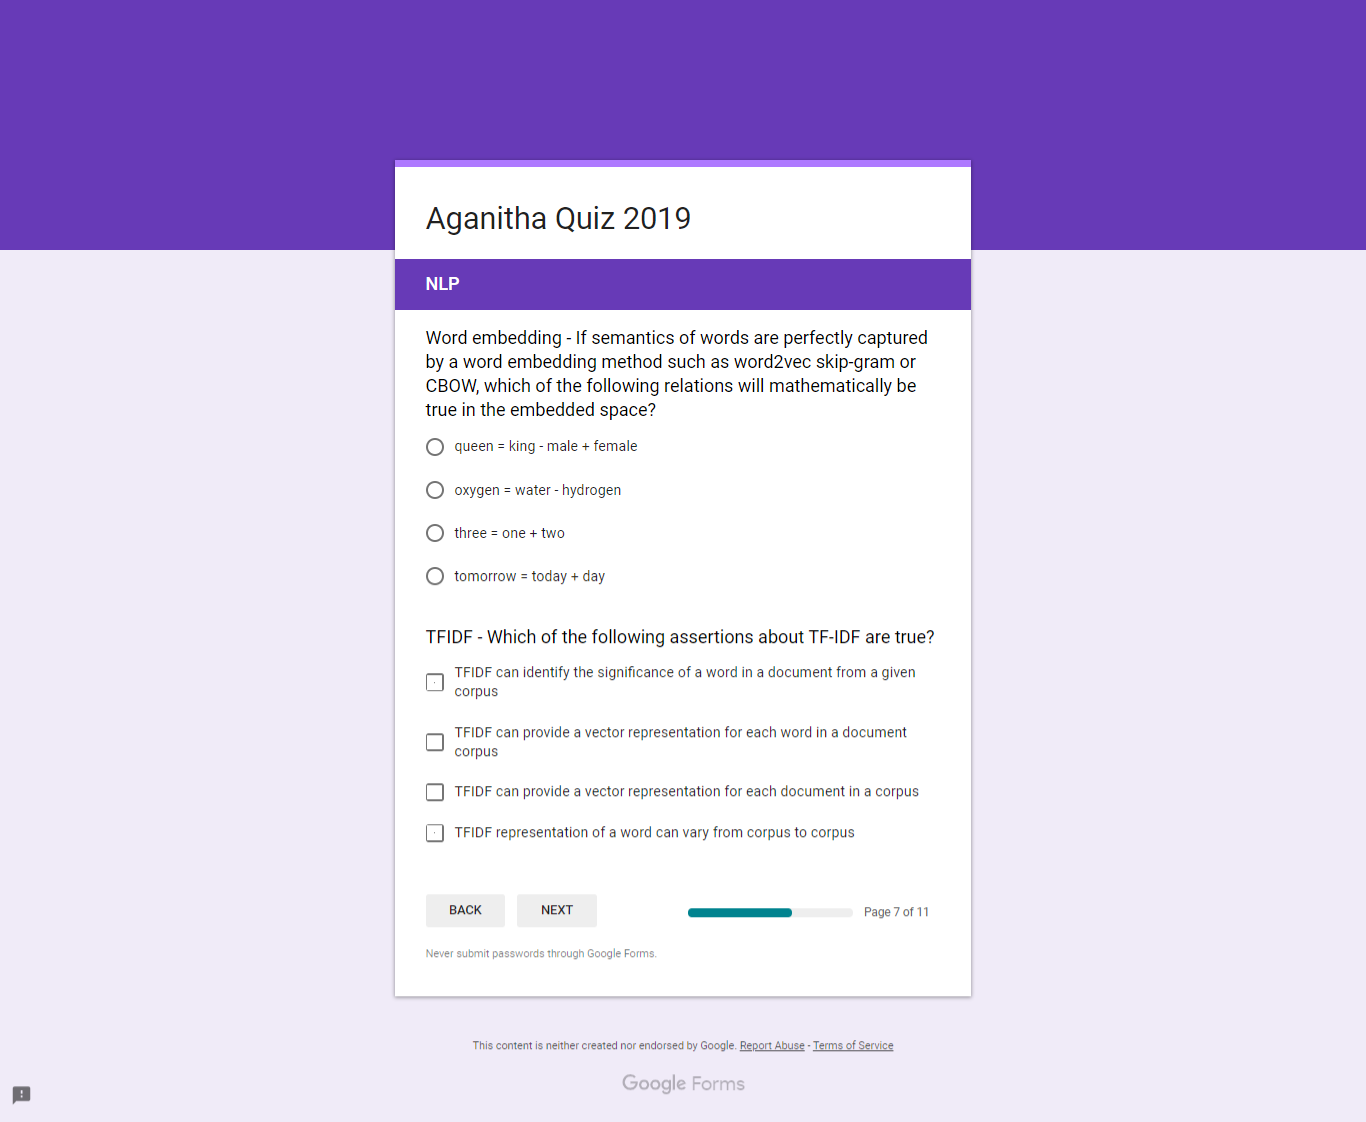 Aganitha Quiz 2019
NLP
Word embedding - If semantics of words are perfectly captured
by a word embedding method such as word2vec skip-gram or
CBOW, which of the following relations will mathematically be
true in the embedded space?
queen = king - male + female
oxygen = water - hydrogen
three = one + two
tomorrow = today + day
TFIDF - Which of the following assertions about TF-IDF are true?
TFIDF can identify the significance of a word in a document from a given
corpus
TFIDF can provide a vector representation for each word in a document
corpus
TFIDF can provide a vector representation for each document in a corpus
TFIDF representation of a word can vary from corpus to corpus
BACK NEXT Page 7 of 11
Never submit passwords through Google Forms.
This content is neither created nor endorsed by Google. Report Abuse - Terms of Service
Google Forms